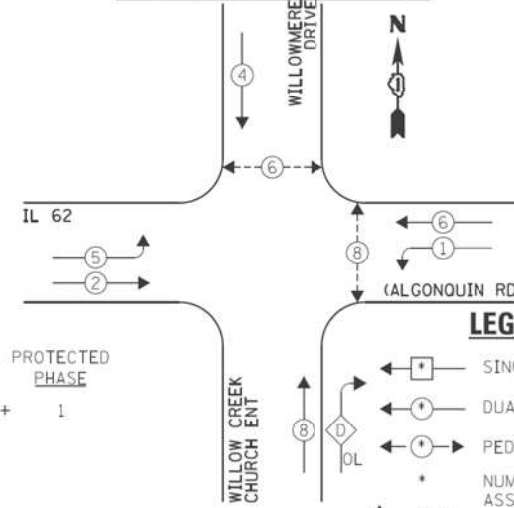 WILLOWMERE
DRIVE
N
4
6
IL 62
6
5
1
8
2
(ALGONQUIN RD
PROTECTED
PHASE
+ 1
WILLOW CREEK
CHURCH ENT
8
D
OL
LEG
* SING
* DUA
* PED
* NUM
ASS